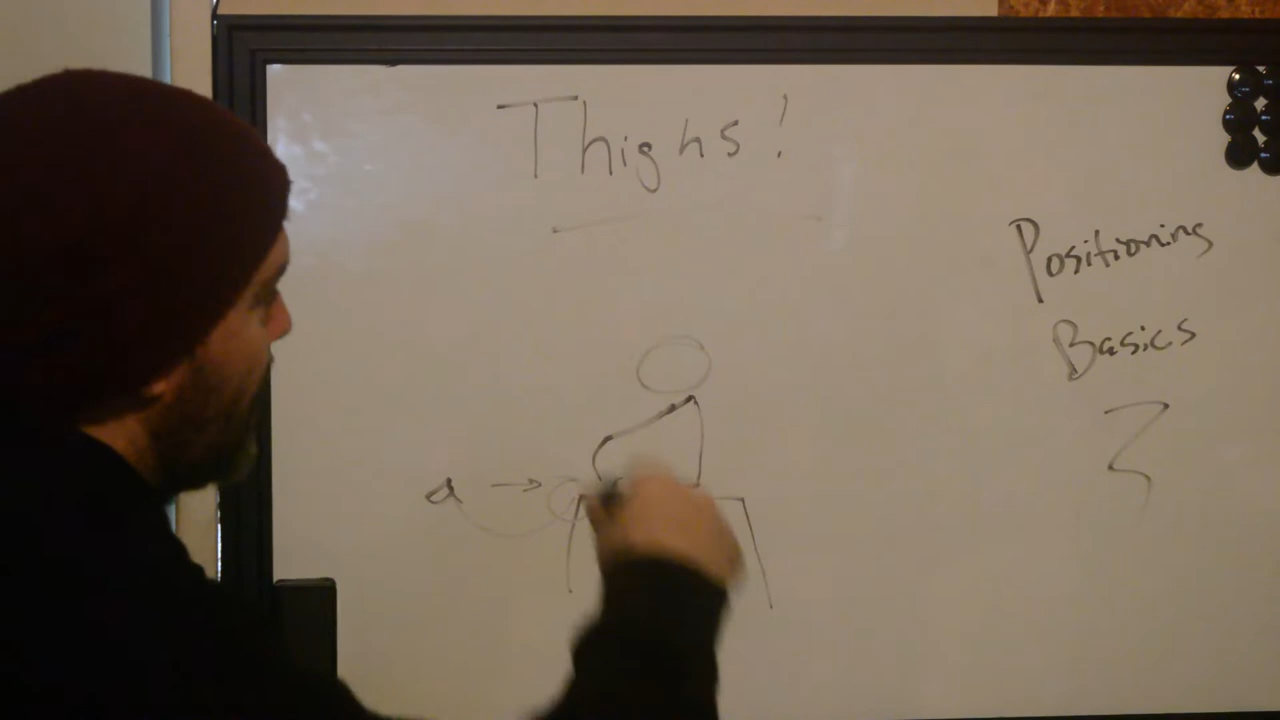 Thighs!
Positioning
Basics
3
a →